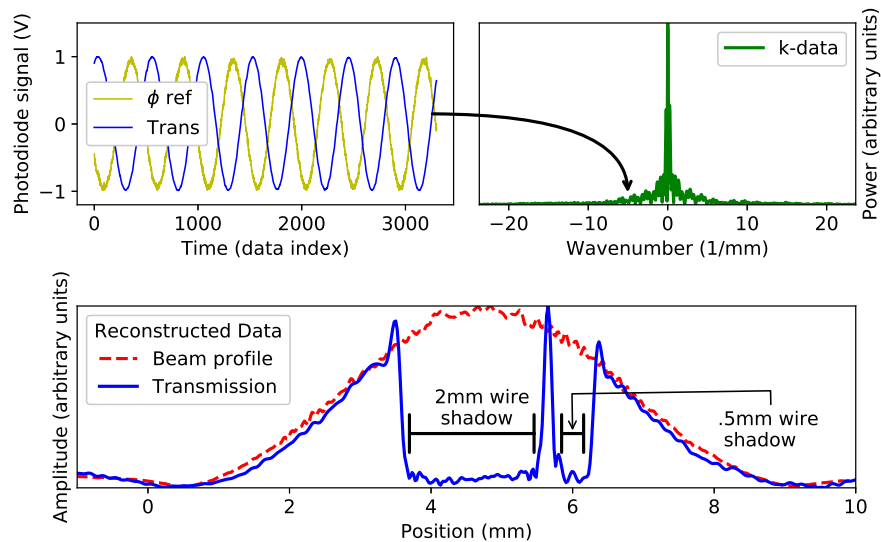 Photodiode signal (V)
1
0
−1
ϕ ref
Trans
0
1000
2000
3000
Time (data index)
k-data
Power (arbitrary units)
−20
−10
0
10
20
Wavenumber (1/mm)
Amplitude (arbitrary units)
Reconstructed Data
Beam profile
Transmission
2mm wire
shadow
.5mm wire
shadow
0
2
4
6
8
10
Position (mm)